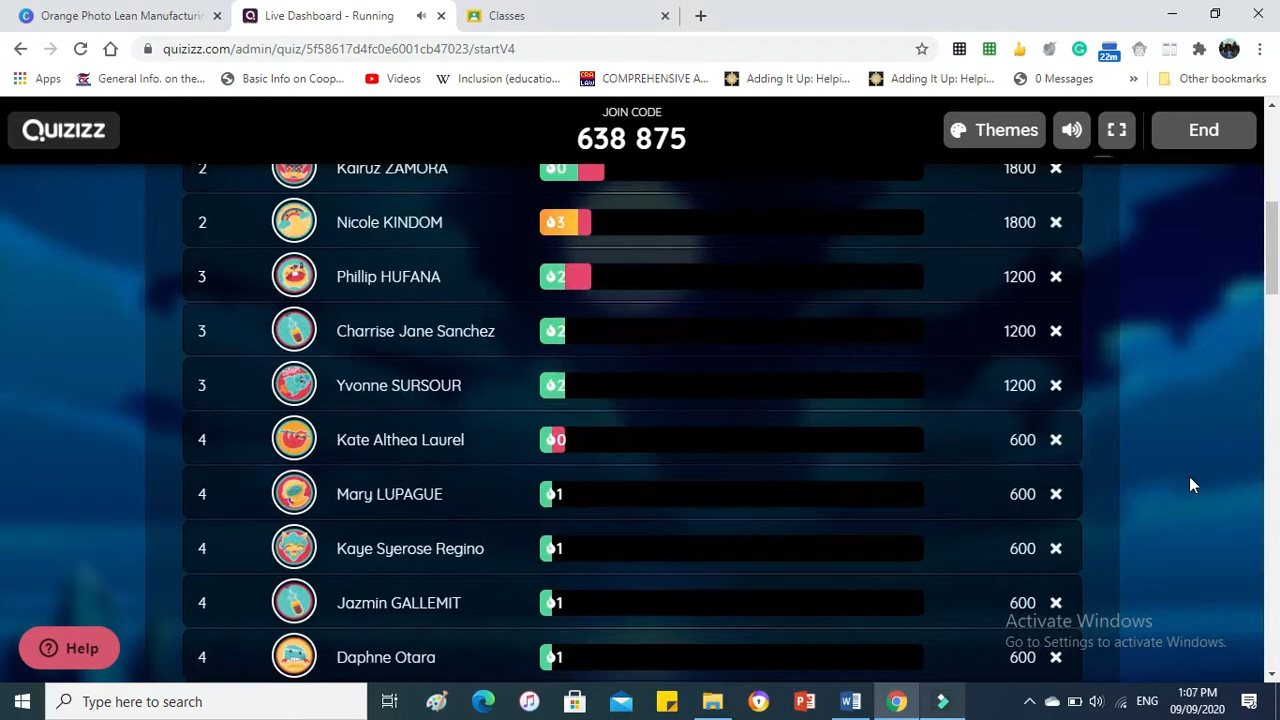 Orange Photo Lean Manufacturin
Live Dashboard - Running
Classes
quizizz.com/admin/quiz/5f58617d4fc0e6001cb47023/startV4
22m
Apps
General Info. on the...
Basic Info on Coop...
Videos
Inclusion (educatio...
COMPREHENSIVE A...
Adding It Up: Helpi...
Adding It Up: Helpi...
0 Messages
»
Other bookmarks
QUIZIZZ
JOIN CODE
638 875
Themes
End
2 Kairuz ZAMORA 0 1800
2 Nicole KINDOM 3 1800
3 Phillip HUFANA 2 1200
3 Charrise Jane Sanchez 2 1200
3 Yvonne SURSOUR 2 1200
4 Kate Althea Laurel 0 600
4 Mary LUPAGUE 1 600
4 Kaye Syerose Regino 1 600
4 Jazmin GALLEMIT 1 600
Activate Windows
Go to Settings to activate Windows.
4 Daphne Otara 1 600
Help
Type here to search
ENG
1:07 PM
09/09/2020